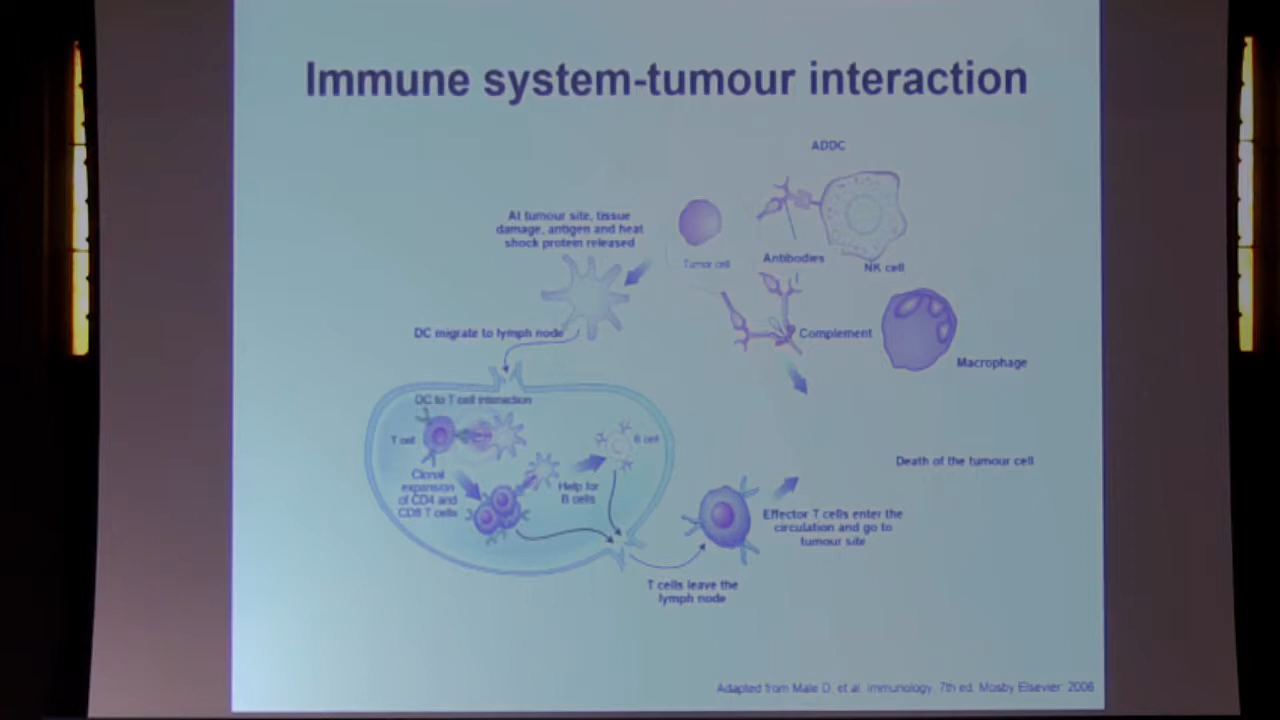 Immune system-tumour interaction
ADDC
At tumour site, tissue
damage, antigen and heat
shock protein released
Tumor cell
Antibodies
NK cell
DC migrate to lymph node
Complement
Macrophage
DC to T cell interaction
T cell
B cell
Clonal
expansion
of CD4 and
CD8 T cells
Help for
B cells
Death of the tumour cell
Effector T cells enter the
circulation and go to
tumour site
T cells leave the
lymph node
Adapted from Male D, et al. Immunology, 7th ed. Mosby Elsevier: 2006